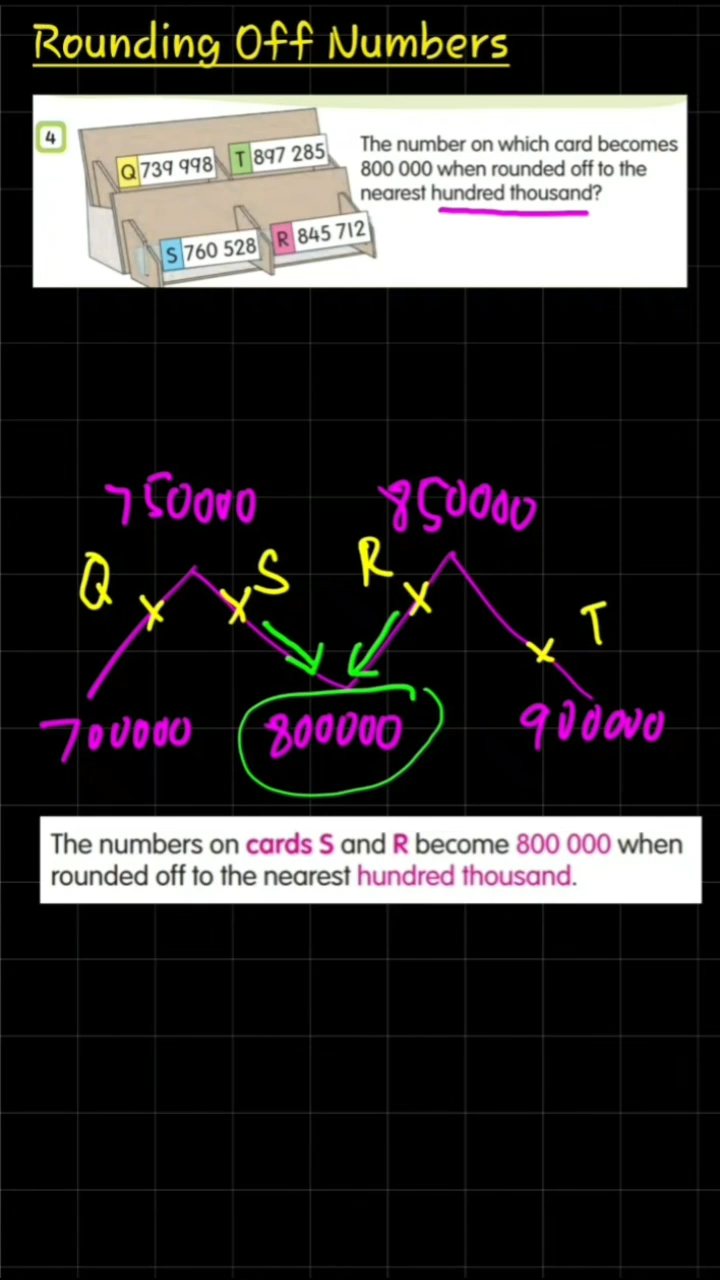 Rounding Off Numbers
4
The number on which card becomes
800 000 when rounded off to the
nearest hundred thousand?
Q 739 998
T 897 285
S 760 528
R 845 712
750000
850000
Q
S
R
T
700000
800000
900000
The numbers on cards S and R become 800 000 when
rounded off to the nearest hundred thousand.